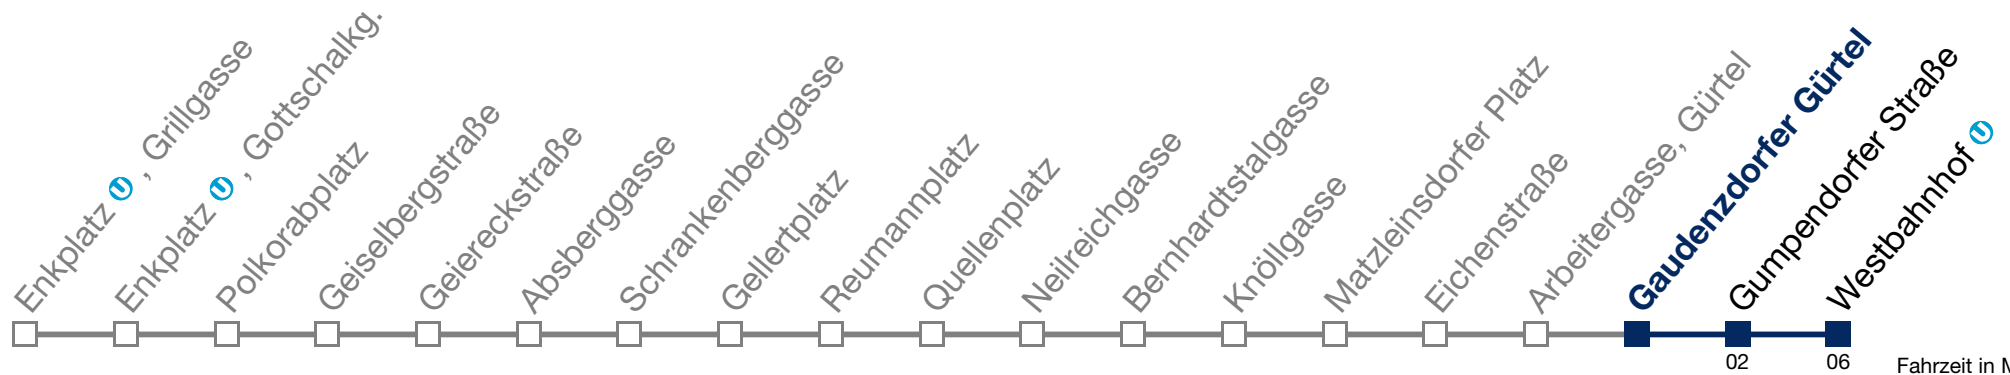 Enkplatz U, Grillgasse
Enkplatz U, Gottschalkg.
Polkorabplatz
Geiselbergstraße
Geiereckstraße
Absberggasse
Schrankenberggasse
Gellertplatz
Reumannplatz
Quellenplatz
Neilreichgasse
Bernhardtstalgasse
Knöllgasse
Matzleinsdorfer Platz
Eichenstraße
Arbeitergasse, Gürtel
Gaudenzdorfer Gürtel
Gumpendorfer Straße
Westbahnhof U
02
06
Fahrzeit in M